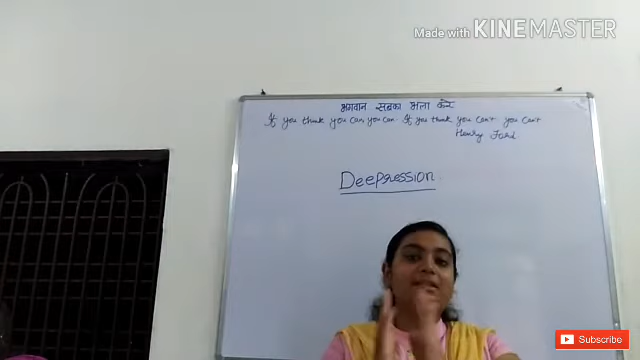 Made with KINEMASTER
भगवान सबका भला करे
If you think you can you can. If you think you can't you can't
Henry Ford
Deepression
Subscribe